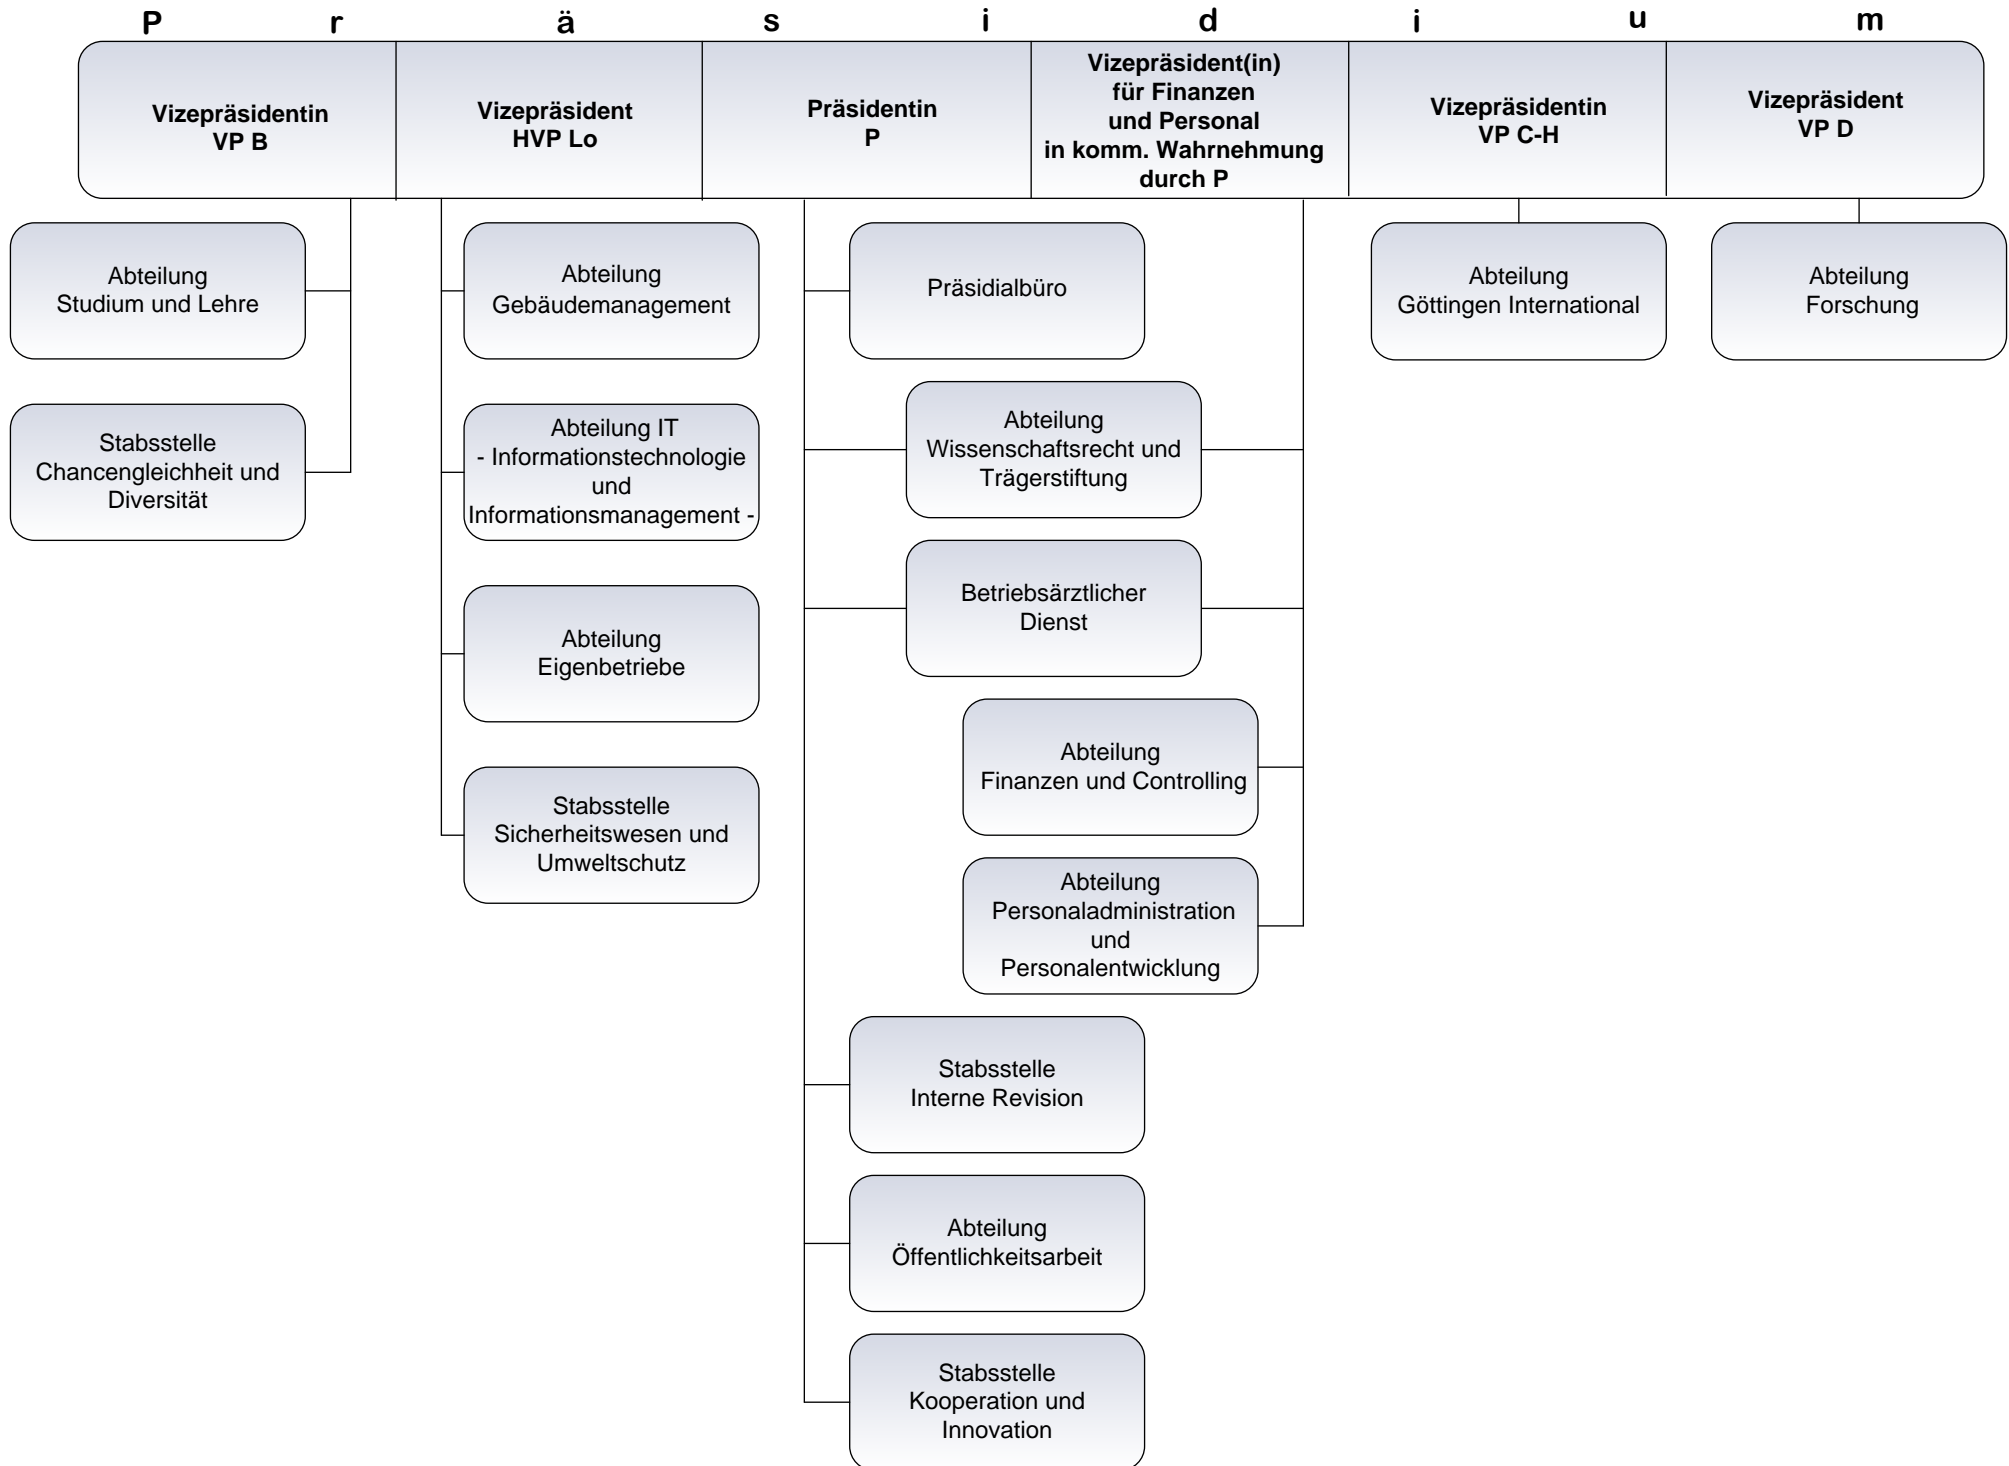 P r ä s i d i u m
Vizepräsidentin
VP B
Vizepräsident
HVP Lo
Präsidentin
P
Vizepräsident(in)
für Finanzen
und Personal
in komm. Wahrnehmung
durch P
Vizepräsidentin
VP C-H
Vizepräsident
VP D
Abteilung
Studium und Lehre
Stabsstelle
Chancengleichheit und
Diversität
Abteilung
Gebäudemanagement
Abteilung IT
- Informationstechnologie
und
Informationsmanagement -
Abteilung
Eigenbetriebe
Stabsstelle
Sicherheitswesen und
Umweltschutz
Präsidialbüro
Abteilung
Wissenschaftsrecht und
Trägerstiftung
Betriebsärztlicher
Dienst
Abteilung
Finanzen und Controlling
Abteilung
Personaladministration
und
Personalentwicklung
Stabsstelle
Interne Revision
Abteilung
Öffentlichkeitsarbeit
Stabsstelle
Kooperation und
Innovation
Abteilung
Göttingen International
Abteilung
Forschung